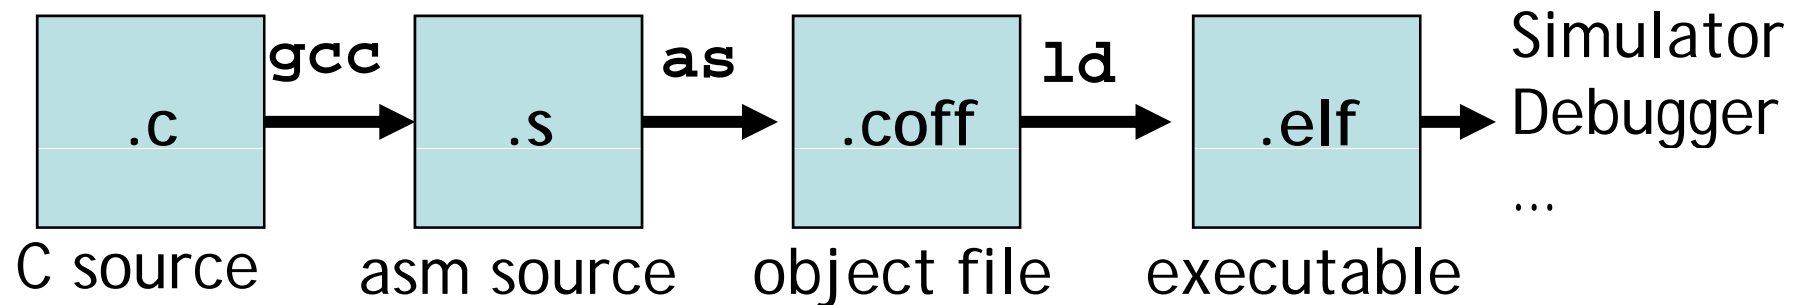 .c
C source
gcc
.s
asm source
as
.coff
object file
ld
.elf
executable
Simulator
Debugger
...